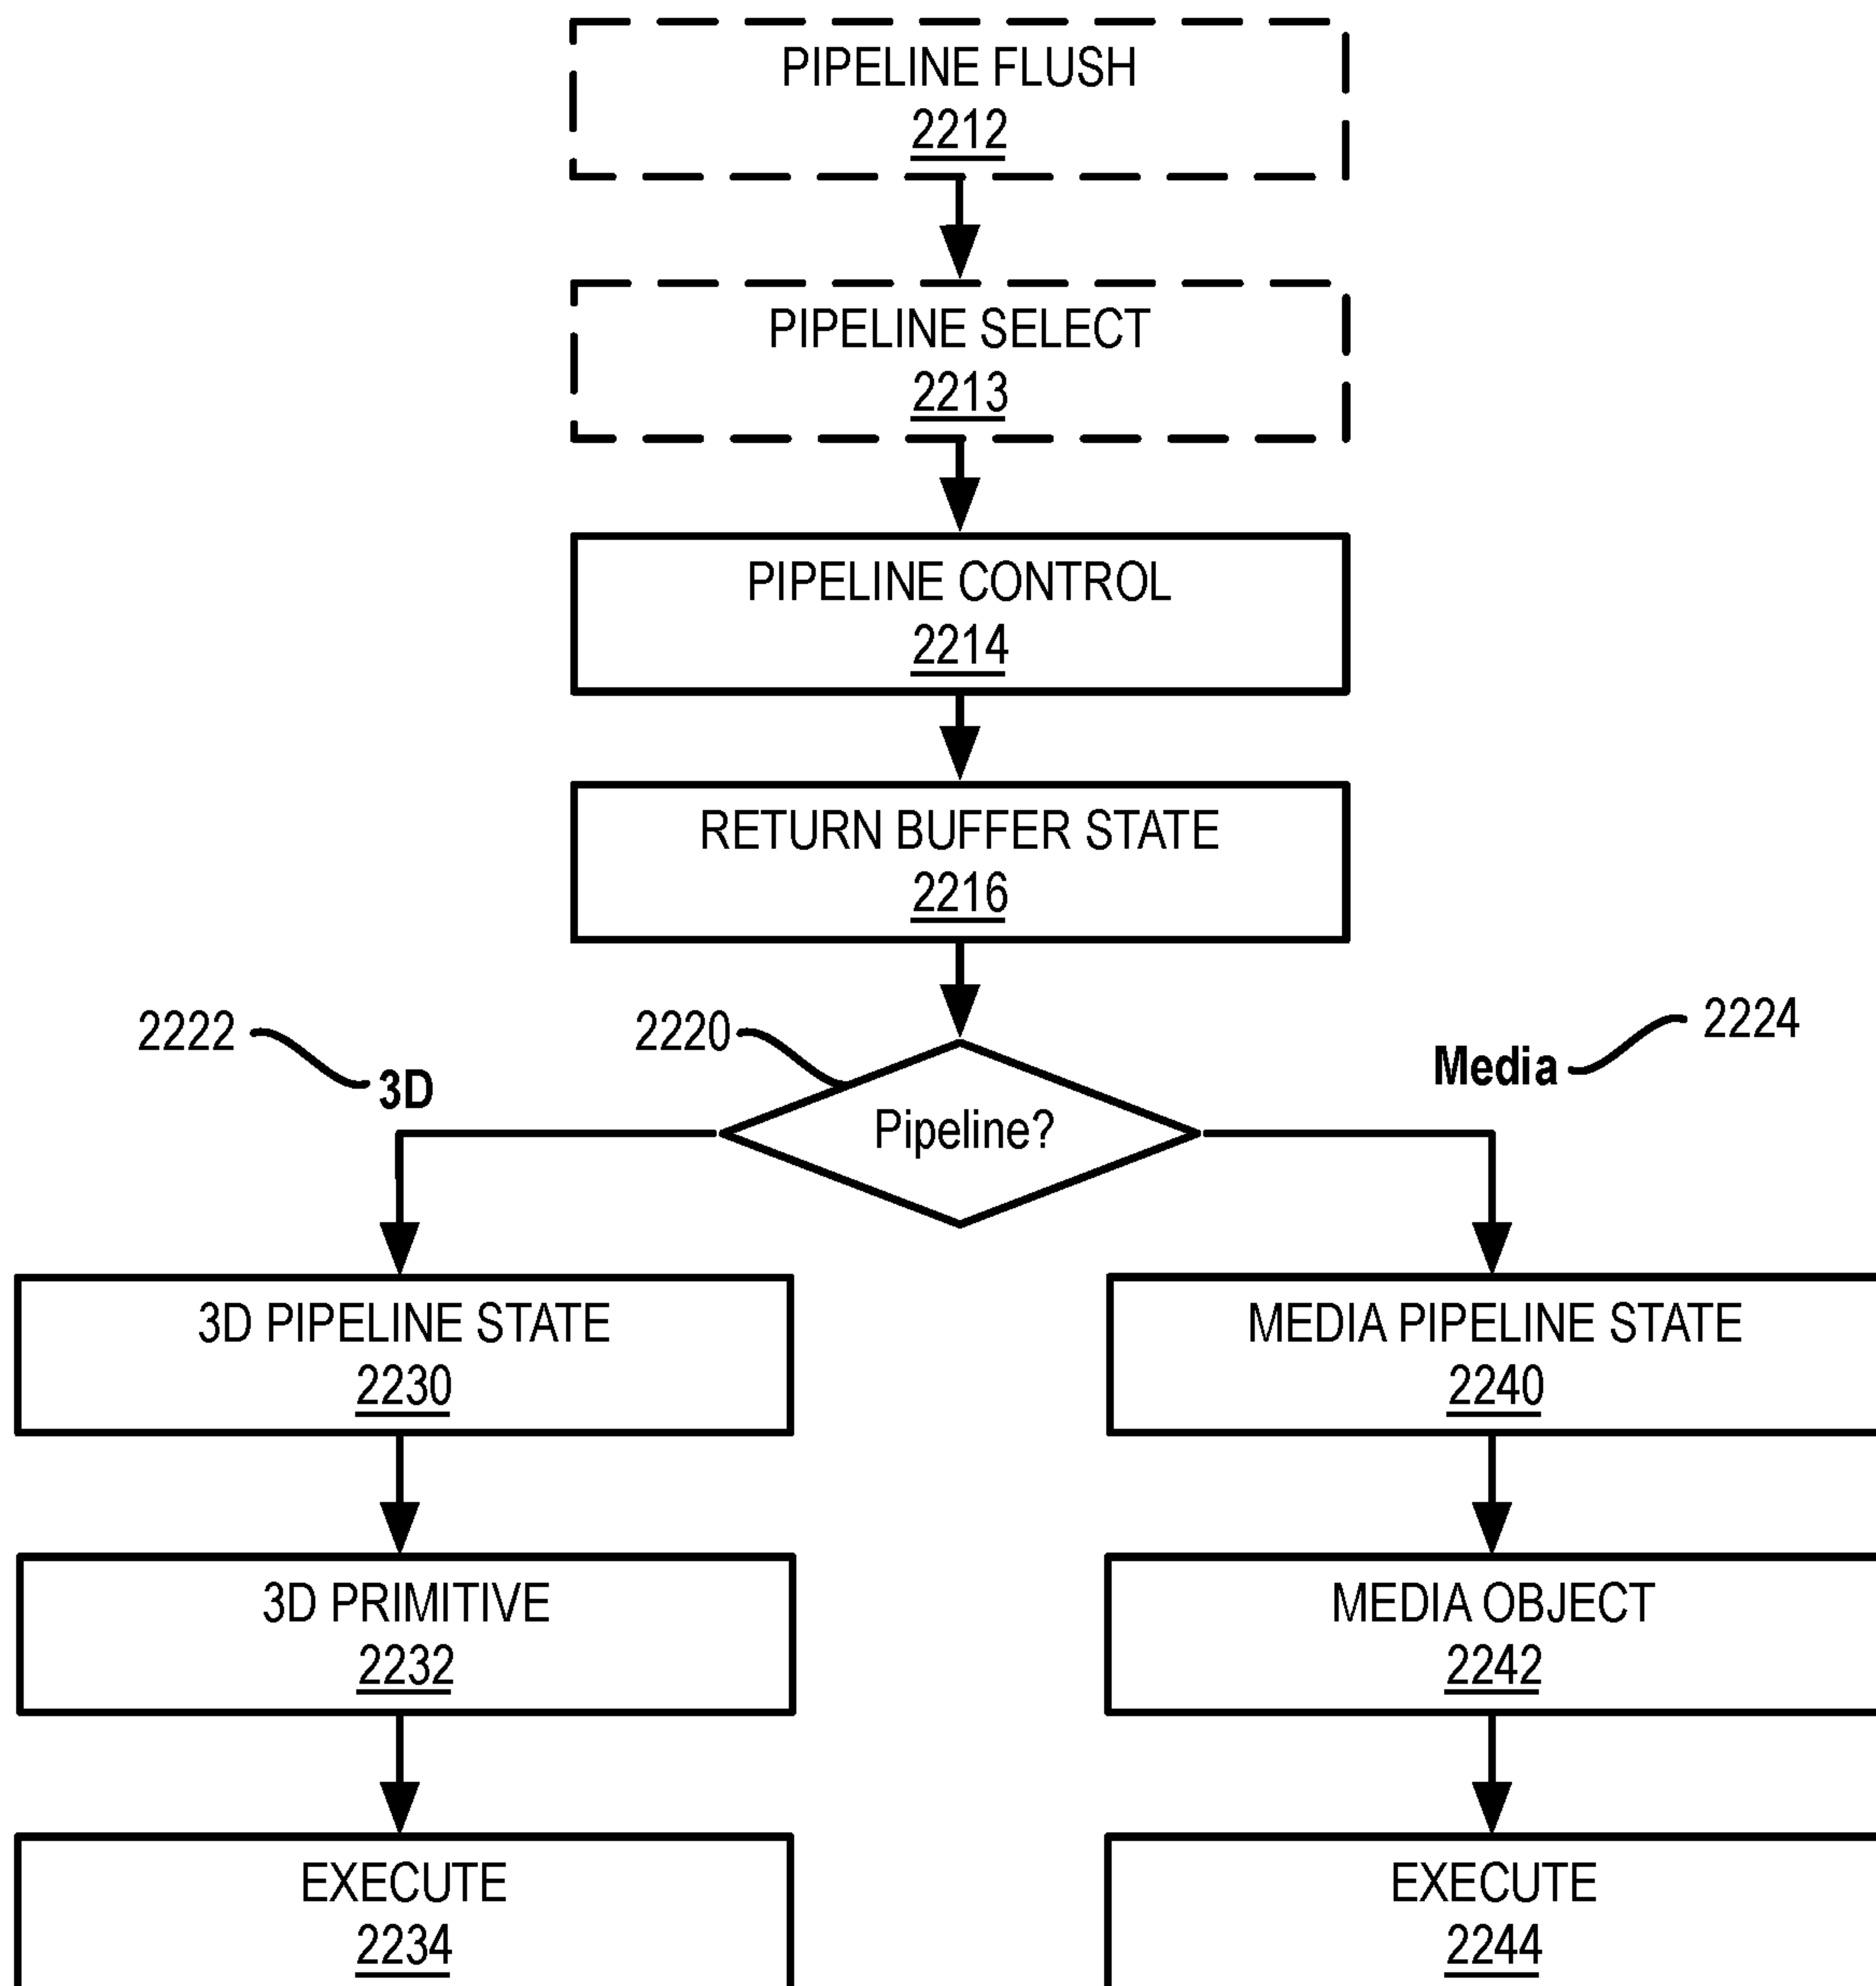 PIPELINE FLUSH
2212
PIPELINE SELECT
2213
PIPELINE CONTROL
2214
RETURN BUFFER STATE
2216
2222
2220
2224
3D
Media
Pipeline?
3D PIPELINE STATE
2230
MEDIA PIPELINE STATE
2240
3D PRIMITIVE
2232
MEDIA OBJECT
2242
EXECUTE
2234
EXECUTE
2244